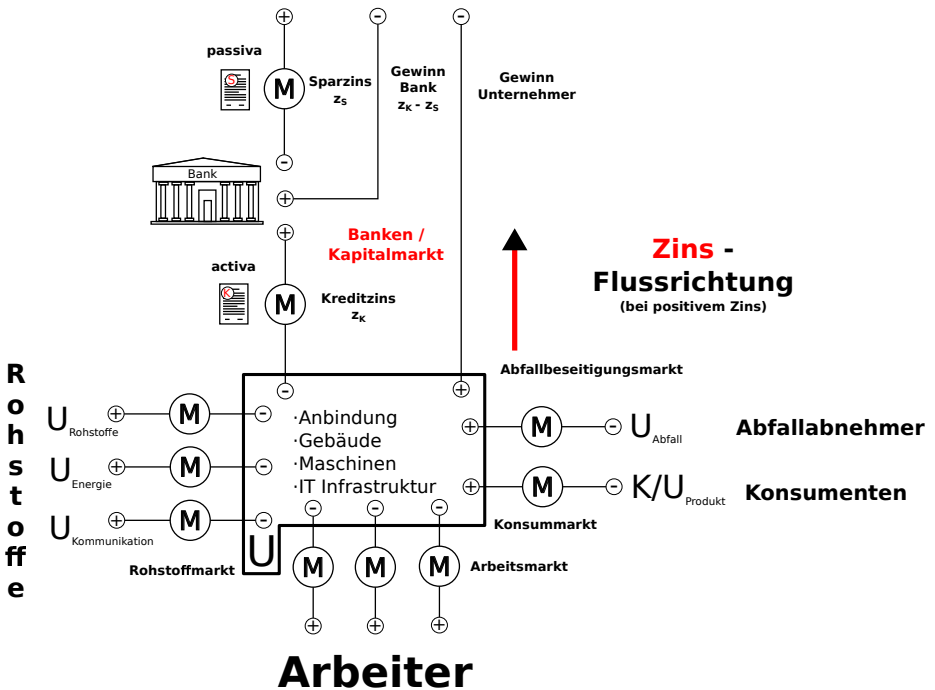 passiva
S
M
Sparzins
zS
Gewinn
Bank
zK - zS
Gewinn
Unternehmer
Bank
Banken /
Kapitalmarkt
activa
K
M
Kreditzins
zK
Zins -
Flussrichtung
(bei positivem Zins)
Rohstoffe
URohstoffe
M
UEnergie
M
UKommunikation
M
Rohstoffmarkt
·Anbindung
·Gebäude
·Maschinen
·IT Infrastruktur
U
Abfallbeseitigungsmarkt
M
UAbfall
Abfallabnehmer
M
K/UProdukt
Konsumenten
Konsummarkt
M
M
M
Arbeitsmarkt
Arbeiter